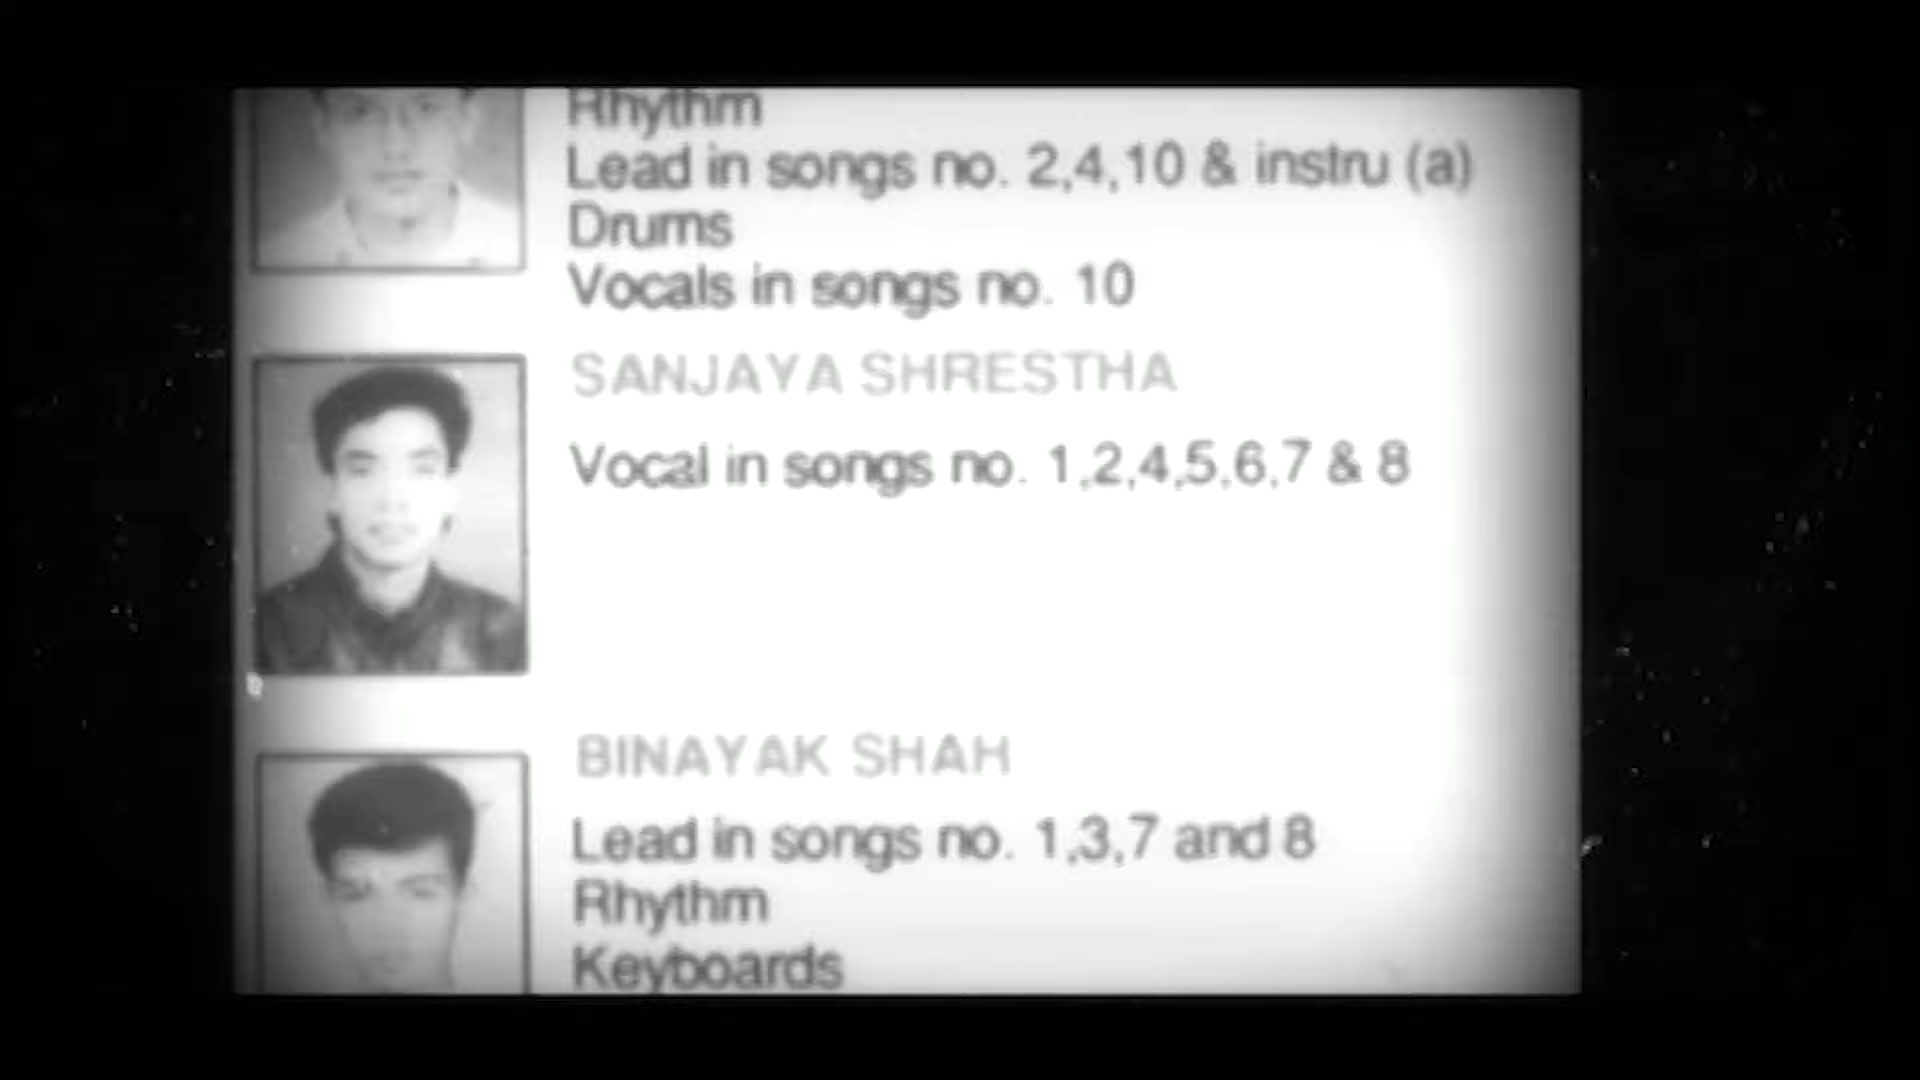 Rhythm
Lead in songs no. 2,4,10 & instru (a)
Drums
Vocals in songs no. 10
SANJAYA SHRESTHA
Vocal in songs no. 1,2,4,5,6,7 & 8
BINAYAK SHAH
Lead in songs no. 1,3,7 and 8
Rhythm
Keyboards